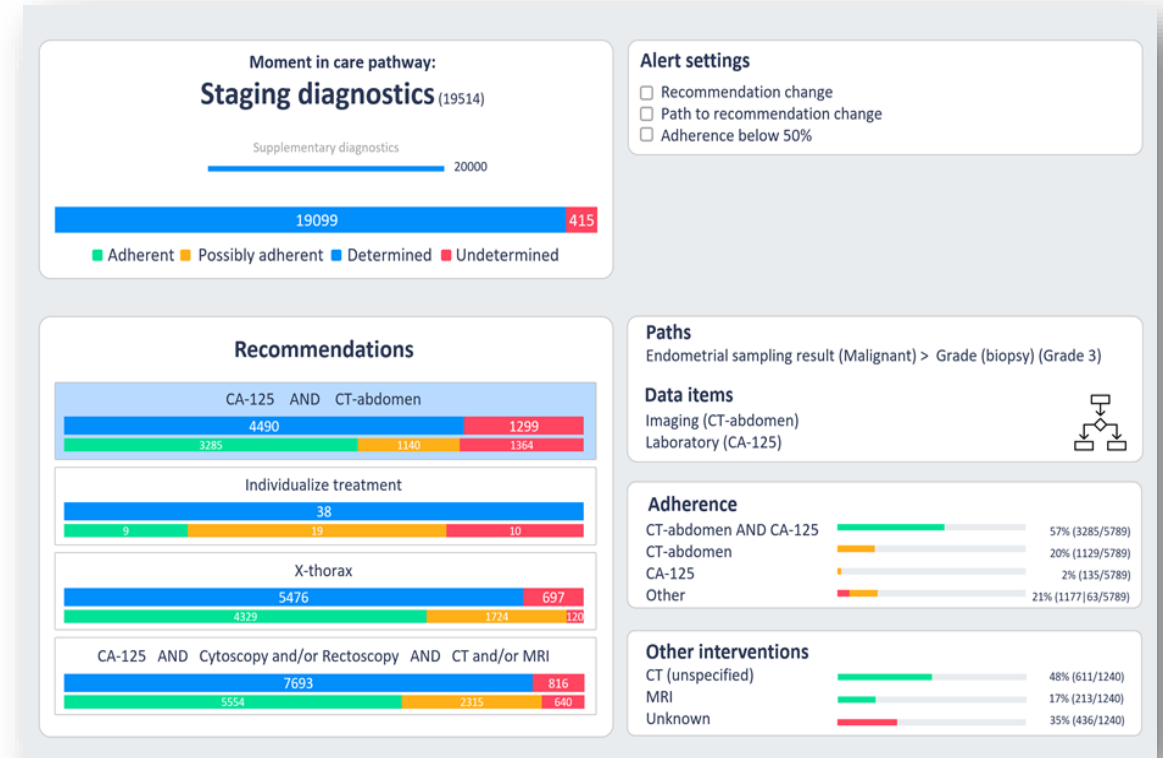 Moment in care pathway:
Staging diagnostics (19514)
Supplementary diagnostics
20000
19099 415
Adherent Possibly adherent Determined Undetermined
Alert settings
Recommendation change
Path to recommendation change
Adherence below 50%
Recommendations
CA-125 AND CT-abdomen
4490 1299
3285 1140 1364
Individualize treatment
38
9 19 10
X-thorax
5476 697
4329 1724 120
CA-125 AND Cytoscopy and/or Rectoscopy AND CT and/or MRI
7693 816
5554 2315 640
Paths
Endometrial sampling result (Malignant) > Grade (biopsy) (Grade 3)
Data items
Imaging (CT-abdomen)
Laboratory (CA-125)
Adherence
CT-abdomen AND CA-125 57% (3285/5789)
CT-abdomen 20% (1129/5789)
CA-125 2% (135/5789)
Other 21% (1177|63/5789)
Other interventions
CT (unspecified) 48% (611/1240)
MRI 17% (213/1240)
Unknown 35% (436/1240)